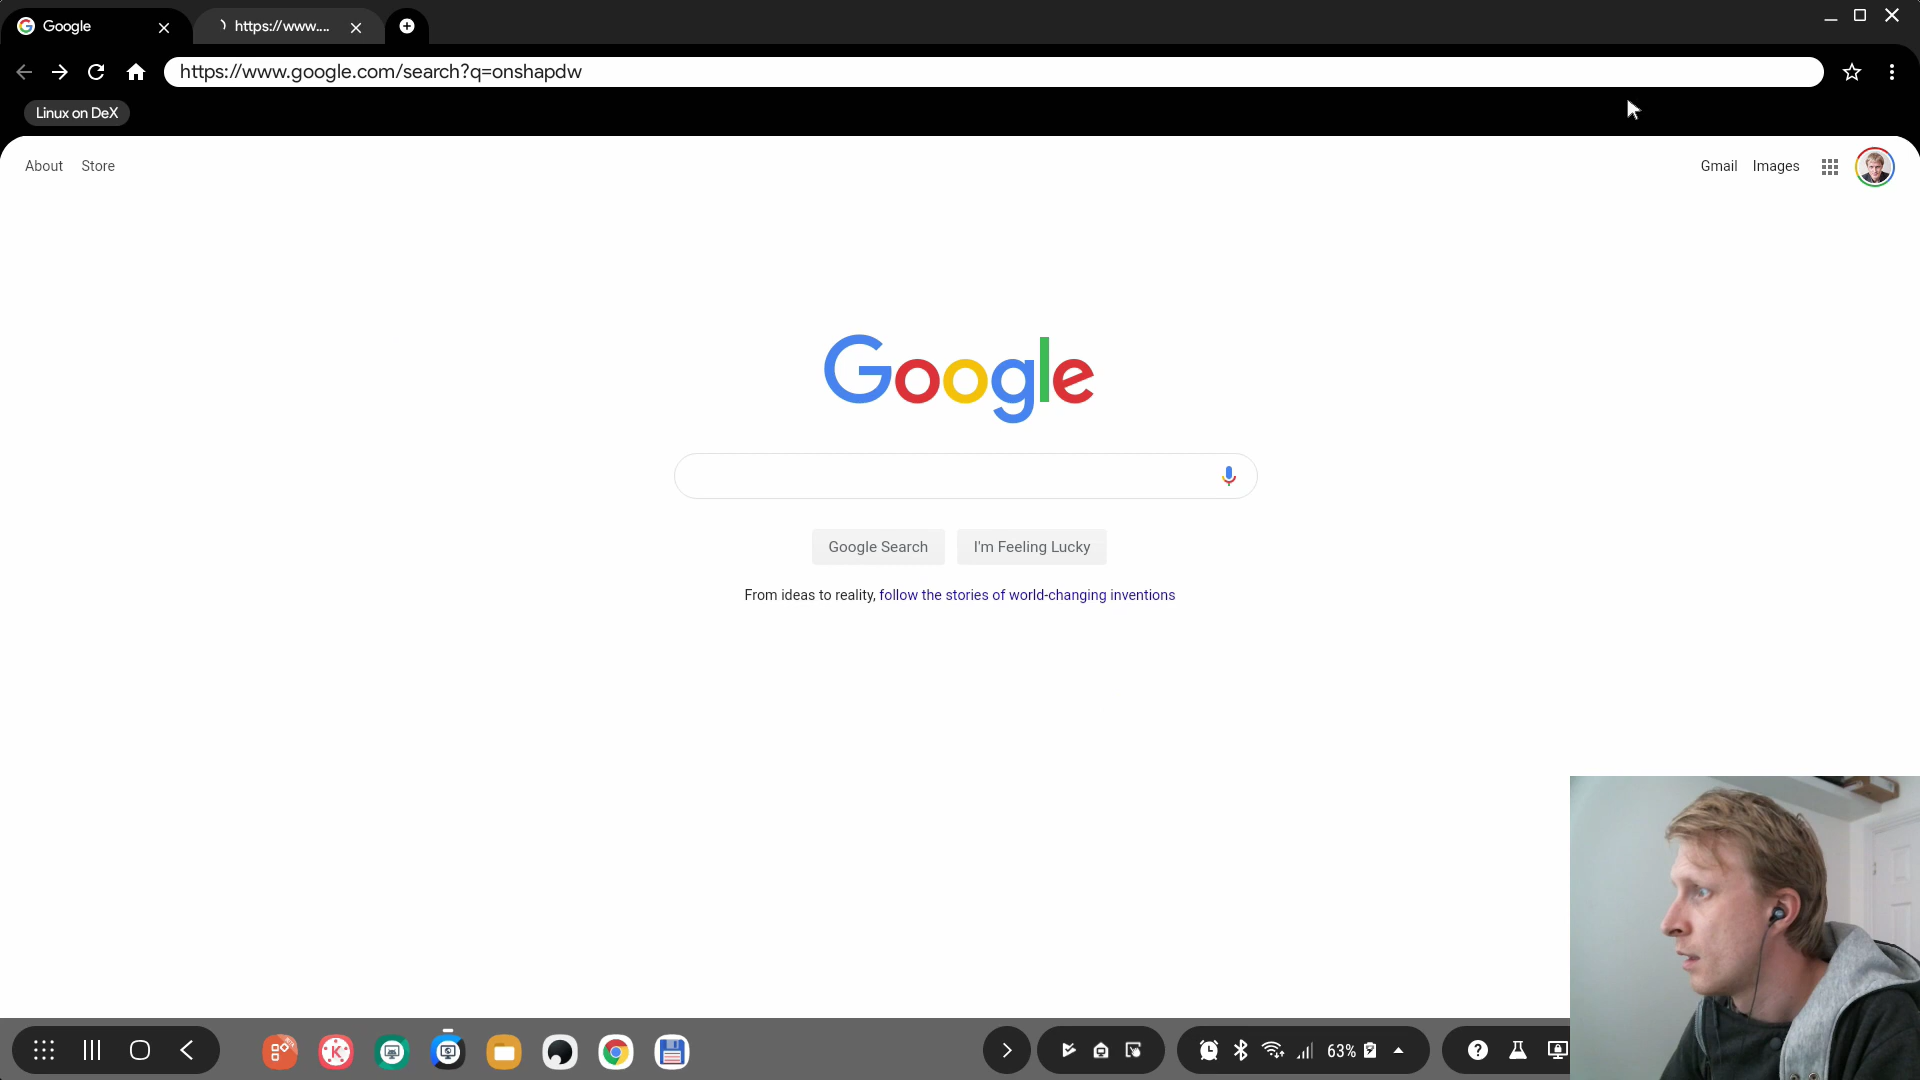 Google
https://www....
https://www.google.com/search?q=onshapdw
Linux on DeX
About Store
Gmail Images
Google
Google Search I'm Feeling Lucky
From ideas to reality, follow the stories of world-changing inventions
K
63%